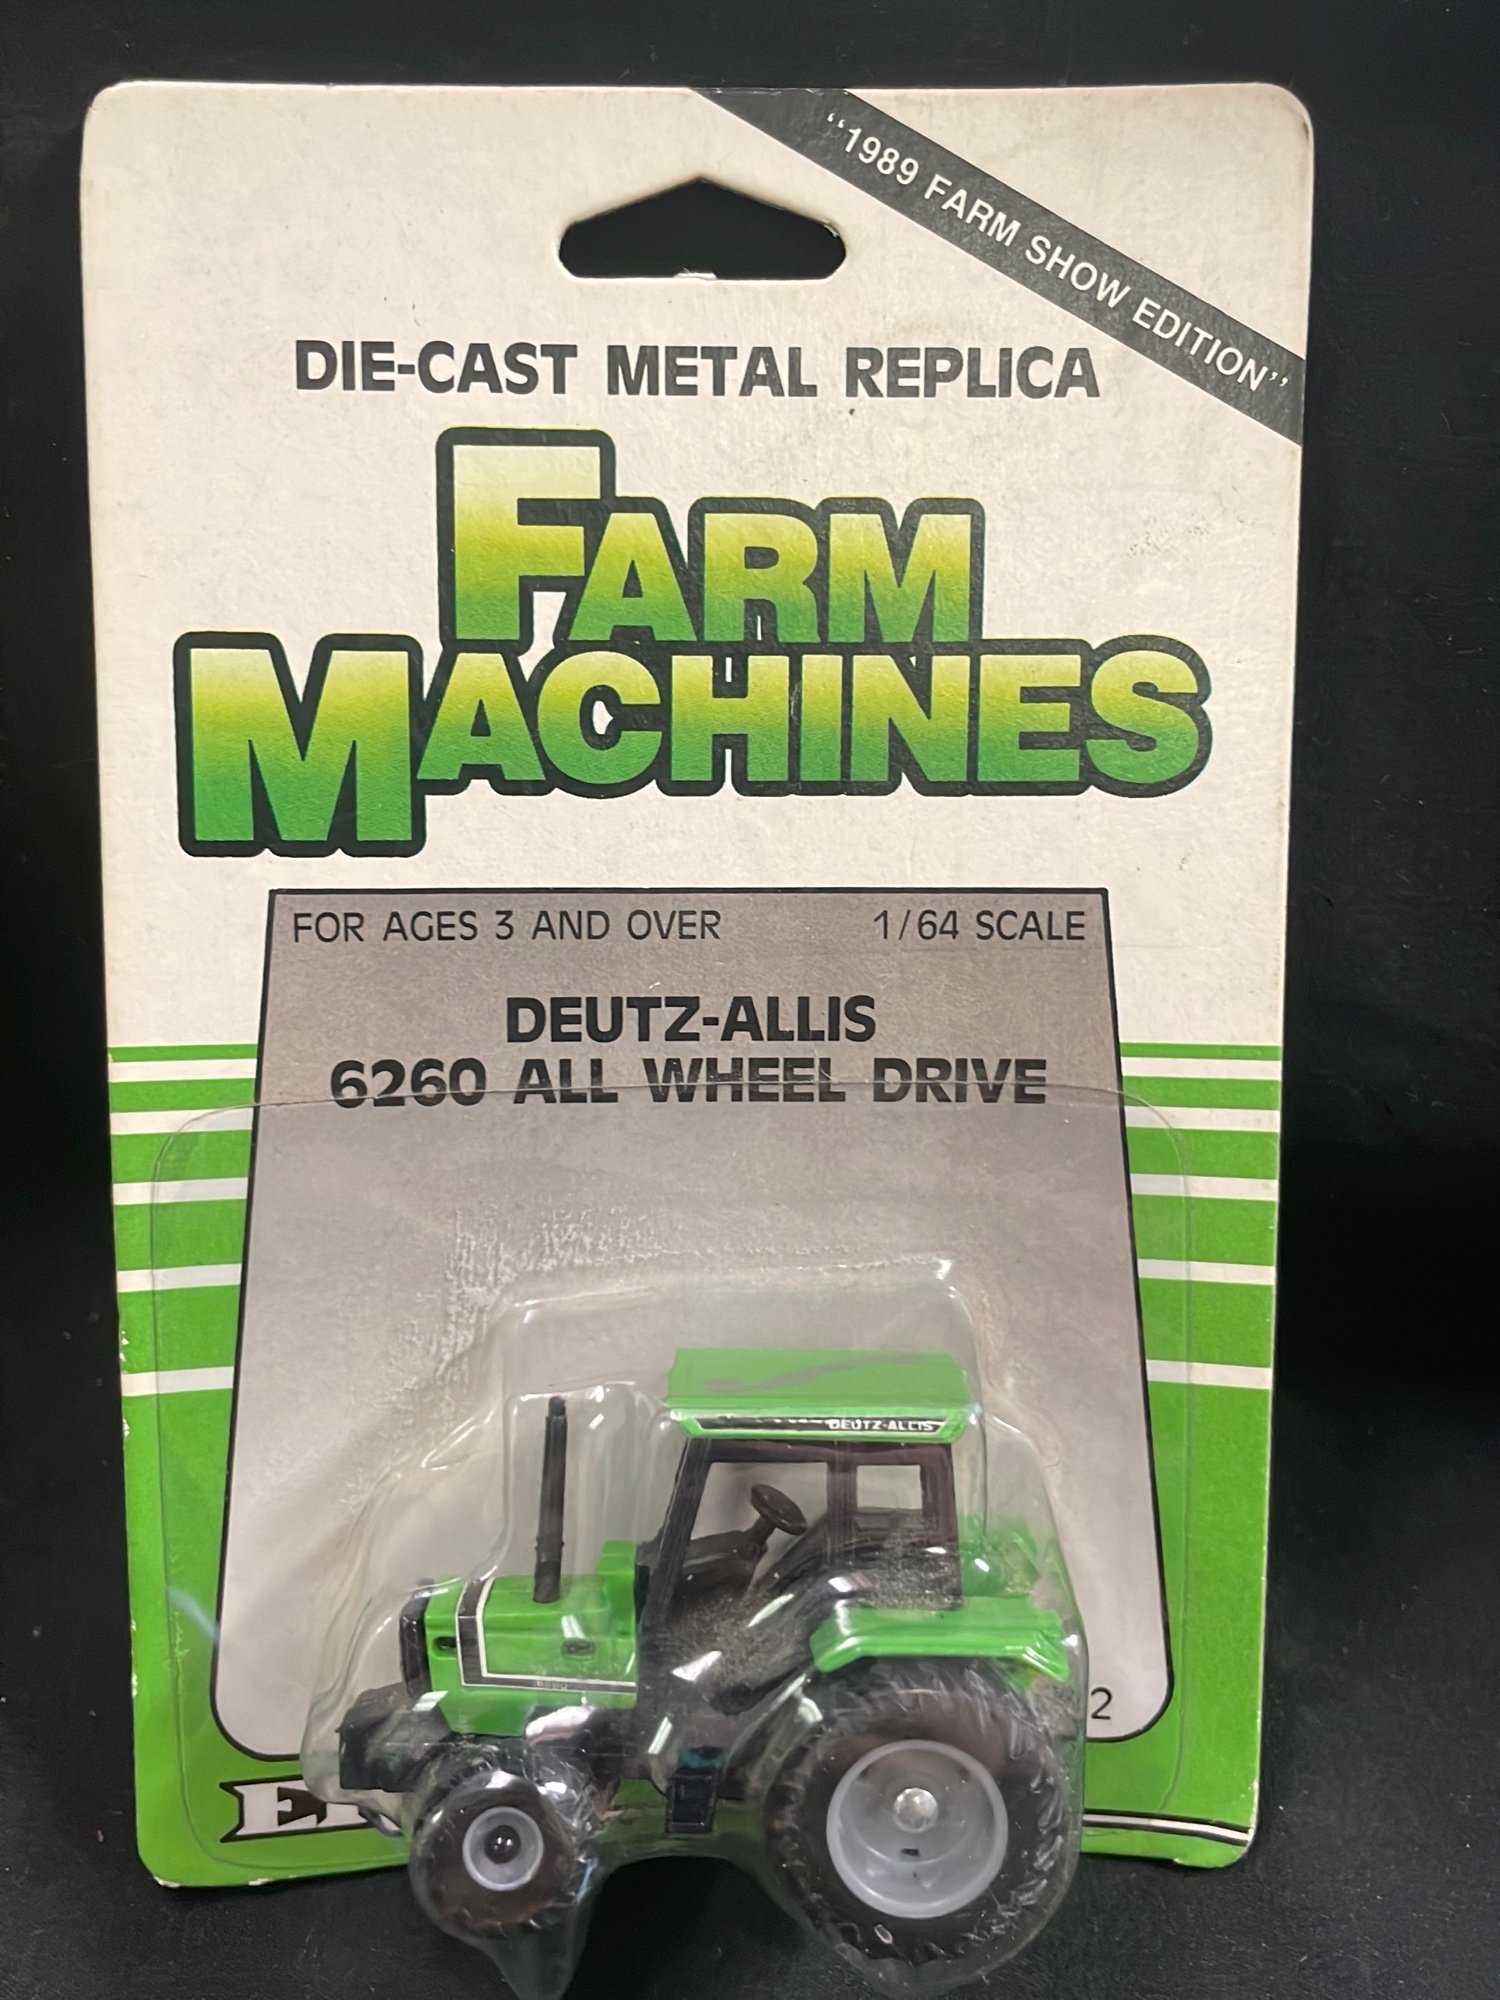 “1989 FARM SHOW EDITION”
DIE-CAST METAL REPLICA
FARM
MACHINES
FOR AGES 3 AND OVER 1/64 SCALE
DEUTZ-ALLIS
6260 ALL WHEEL DRIVE
DEUTZ-ALLIS